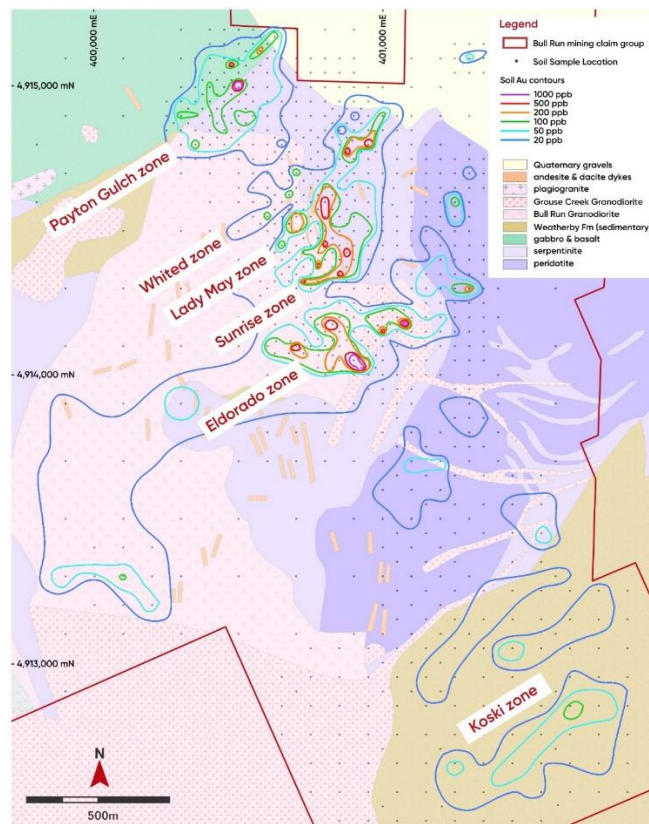 400,000 mE
401,000 mE
4,915,000 mN
4,914,000 mN
4,913,000 mN
Payton Gulch zone
Whited zone
Lady May zone
Sunrise zone
Eldorado zone
Koski zone
N
500m
Legend
Bull Run mining claim group
Soil Sample Location
Soil Au contours
1000 ppb
500 ppb
200 ppb
100 ppb
50 ppb
20 ppb
Quaternary gravels
andesite & dacite dykes
plagiogranite
Grouse Creek Granodiorite
Bull Run Granodiorite
Weatherby Fm (sedimentary
gabbro & basalt
serpentinite
peridotite